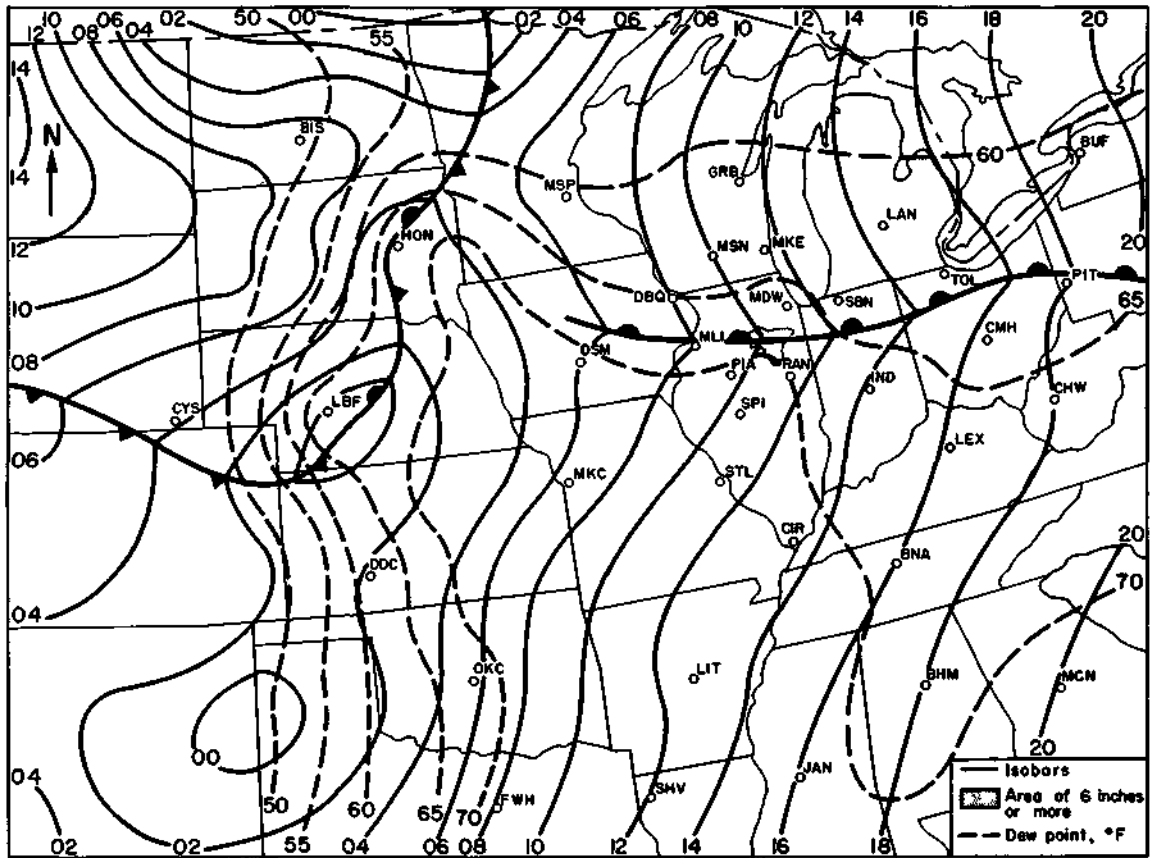 10 08 06 04 02 50 00 55 02 04 06 08 10 12 14 16 18 20
14
N
BIS
14
MSP
GRB
60
BUF
LAN
HON
MSN
MKE
12
20
DBQ
MDW
SBN
TOL
PIT
65
10
MLI
CMH
08
DSM
PIA
RAN
IND
CHW
CYS
LBF
SPI
06
MKC
STL
LEX
CIR
BNA
20
DDC
70
04
OKC
LIT
BHM
MCN
00
20
04
JAN
50
60
65
70
FWH
SHV
02 02 55 04 06 08 10 12 14 16 18
Isobars
Area of 6 inches
or more
Dew point, °F